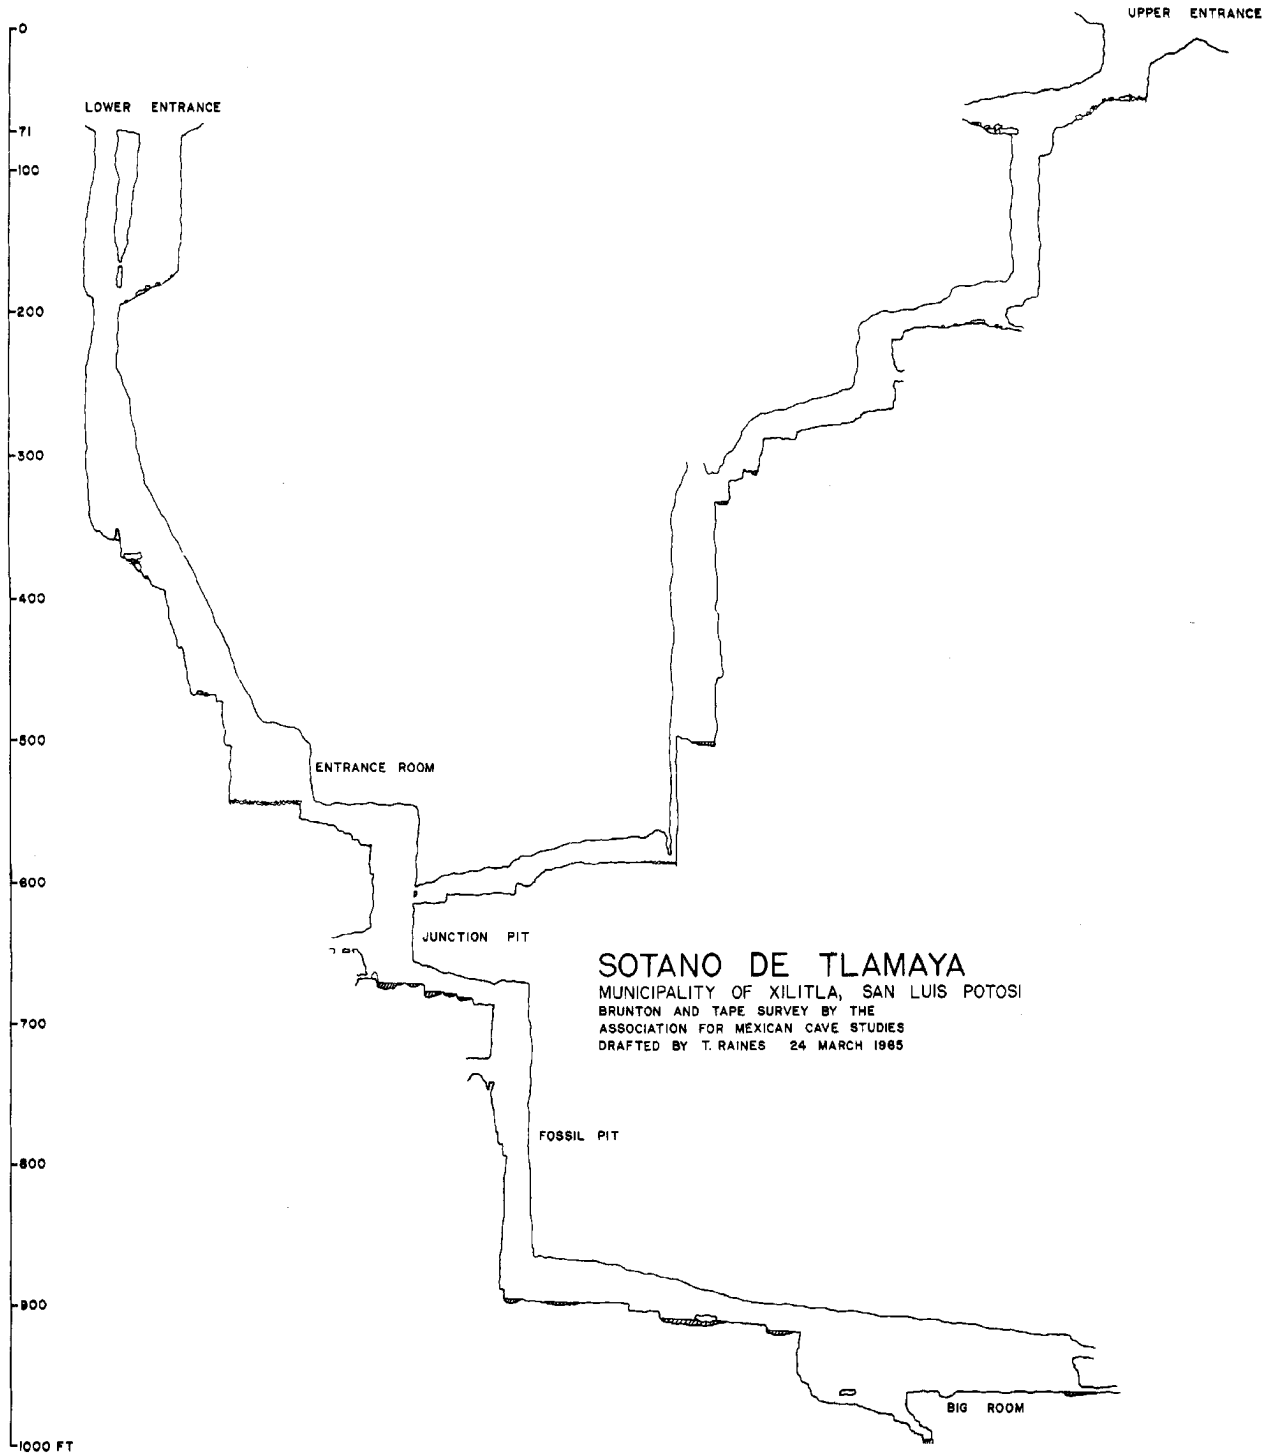 UPPER ENTRANCE
0
LOWER ENTRANCE
71
100
200
300
400
500
ENTRANCE ROOM
600
JUNCTION PIT
SOTANO DE TLAMAYA
MUNICIPALITY OF XILITLA, SAN LUIS POTOSI
BRUNTON AND TAPE SURVEY BY THE
ASSOCIATION FOR MEXICAN CAVE STUDIES
DRAFTED BY T. RAINES 24 MARCH 1965
700
FOSSIL PIT
800
900
BIG ROOM
1000 FT